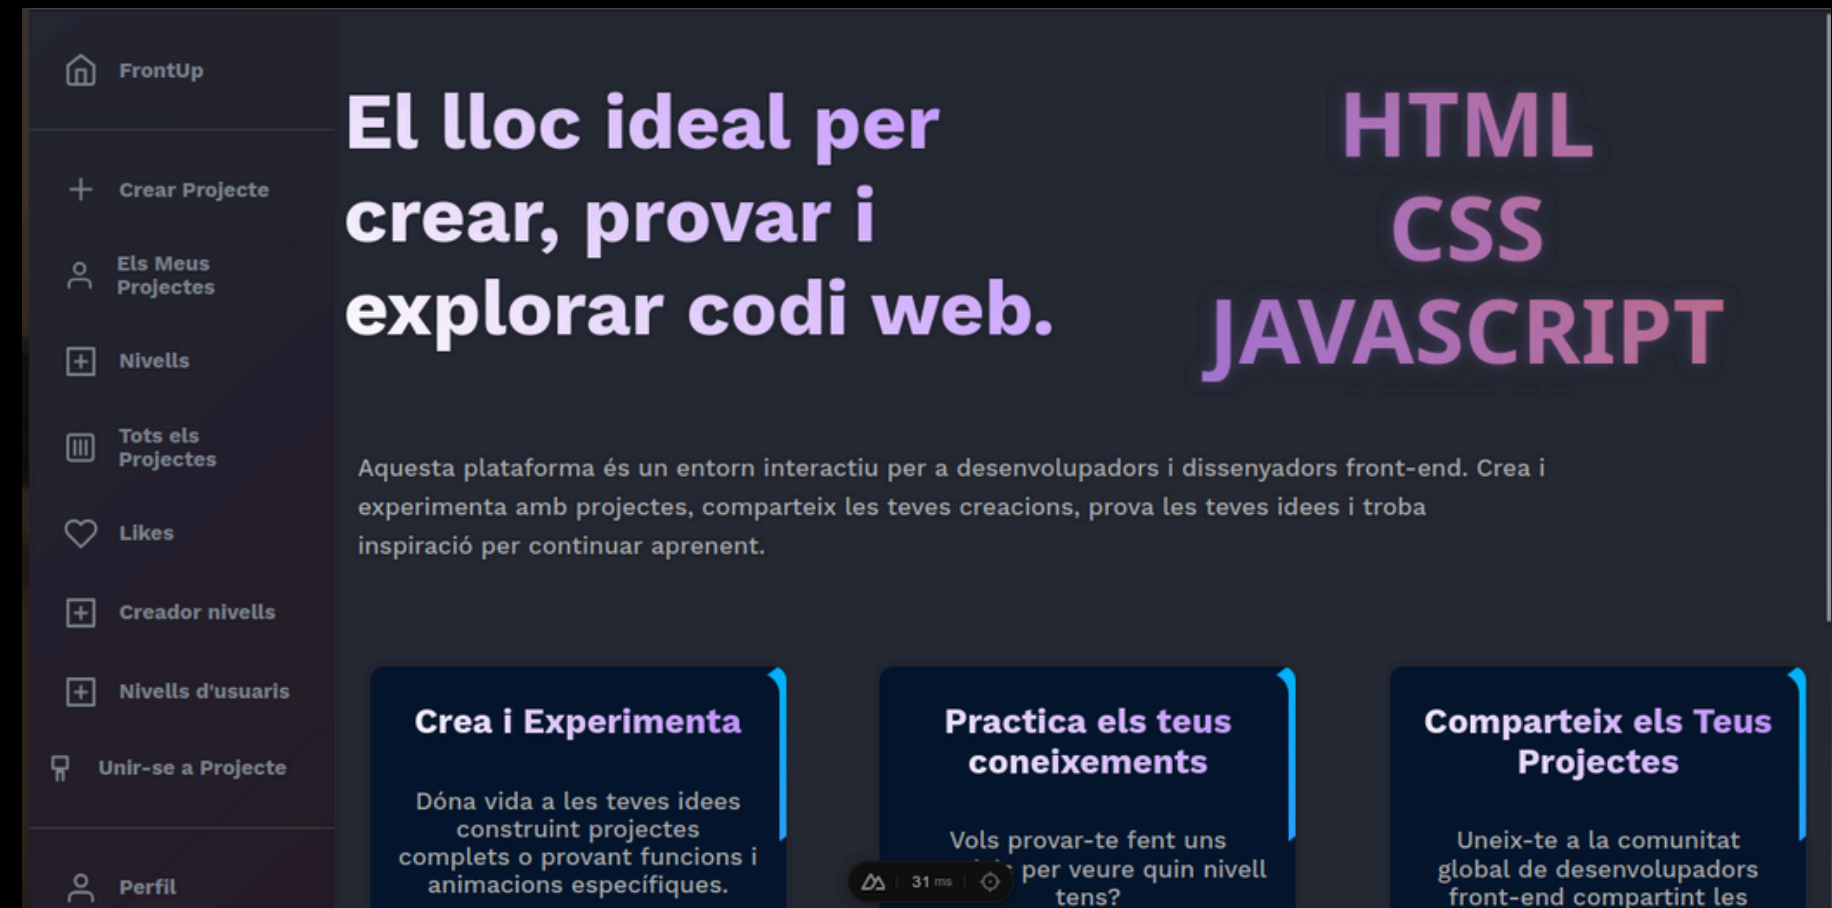 FrontUp
Crear Projecte
Els Meus
Projectes
Nivells
Tots els
Projectes
Likes
Creador nivells
Nivells d'usuaris
Unir-se a Projecte
Perfil
El lloc ideal per
crear, provar i
explorar codi web.
HTML
CSS
JAVASCRIPT
Aquesta plataforma és un entorn interactiu per a desenvolupadors i dissenyadors front-end. Crea i
experimenta amb projectes, comparteix les teves creacions, prova les teves idees i troba
inspiració per continuar aprenent.
Crea i Experimenta
Dóna vida a les teves idees
construint projectes
complets o provant funcions i
animacions específiques.
Practica els teus
coneixements
Vols provar-te fent uns
per veure quin nivell
tens?
Comparteix els Teus
Projectes
Uneix-te a la comunitat
global de desenvolupadors
front-end compartint les
31 ms